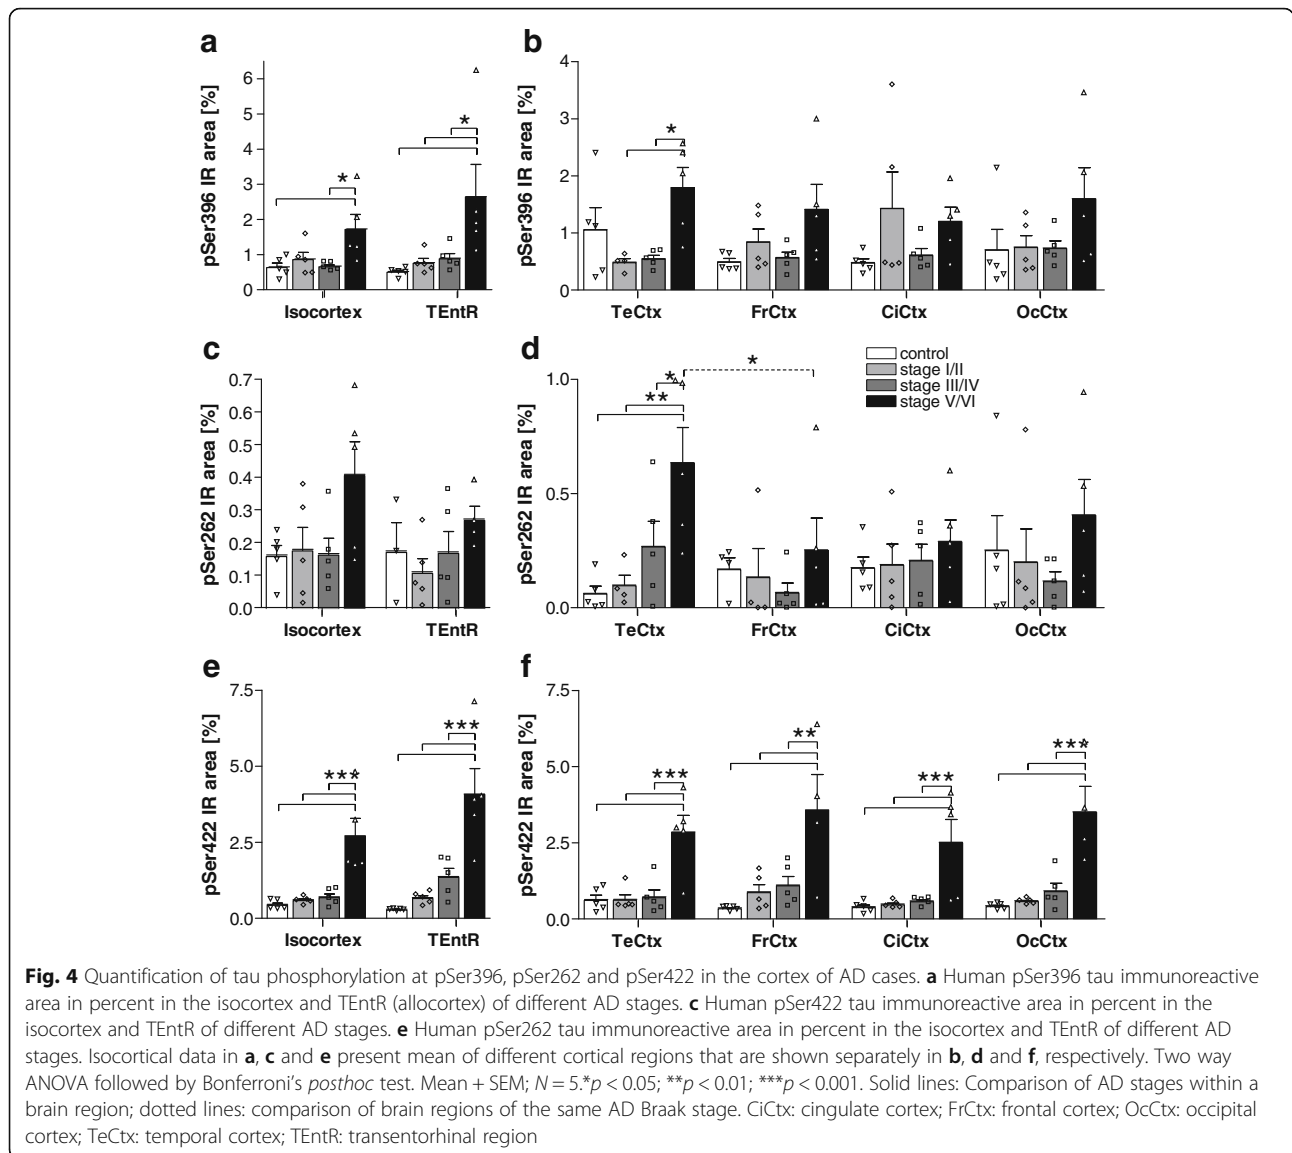 a
pSer396 IR area [%]
6
5
4
3
2
1
0
*
*
Isocortex
TEntR
b
pSer396 IR area [%]
4
3
2
1
0
*
TeCtx
FrCtx
CiCtx
OcCtx
c
pSer262 IR area [%]
0.7
0.6
0.5
0.4
0.3
0.2
0.1
0.0
Isocortex
TEntR
d
pSer262 IR area [%]
1.0
0.5
0.0
*
**
*
control
stage I/II
stage III/IV
stage V/VI
TeCtx
FrCtx
CiCtx
OcCtx
e
pSer422 IR area [%]
7.5
5.0
2.5
0.0
***
***
Isocortex
TEntR
f
pSer422 IR area [%]
7.5
5.0
2.5
0.0
***
**
***
***
TeCtx
FrCtx
CiCtx
OcCtx
Fig. 4 Quantification of tau phosphorylation at pSer396, pSer262 and pSer422 in the cortex of AD cases. a Human pSer396 tau immunoreactive
area in percent in the isocortex and TEntR (allocortex) of different AD stages. c Human pSer422 tau immunoreactive area in percent in the
isocortex and TEntR of different AD stages. e Human pSer262 tau immunoreactive area in percent in the isocortex and TEntR of different AD
stages. Isocortical data in a, c and e present mean of different cortical regions that are shown separately in b, d and f, respectively. Two way
ANOVA followed by Bonferroni's posthoc test. Mean + SEM; N = 5.*p < 0.05; **p < 0.01; ***p < 0.001. Solid lines: Comparison of AD stages within a
brain region; dotted lines: comparison of brain regions of the same AD Braak stage. CiCtx: cingulate cortex; FrCtx: frontal cortex; OcCtx: occipital
cortex; TeCtx: temporal cortex; TEntR: transentorhinal region